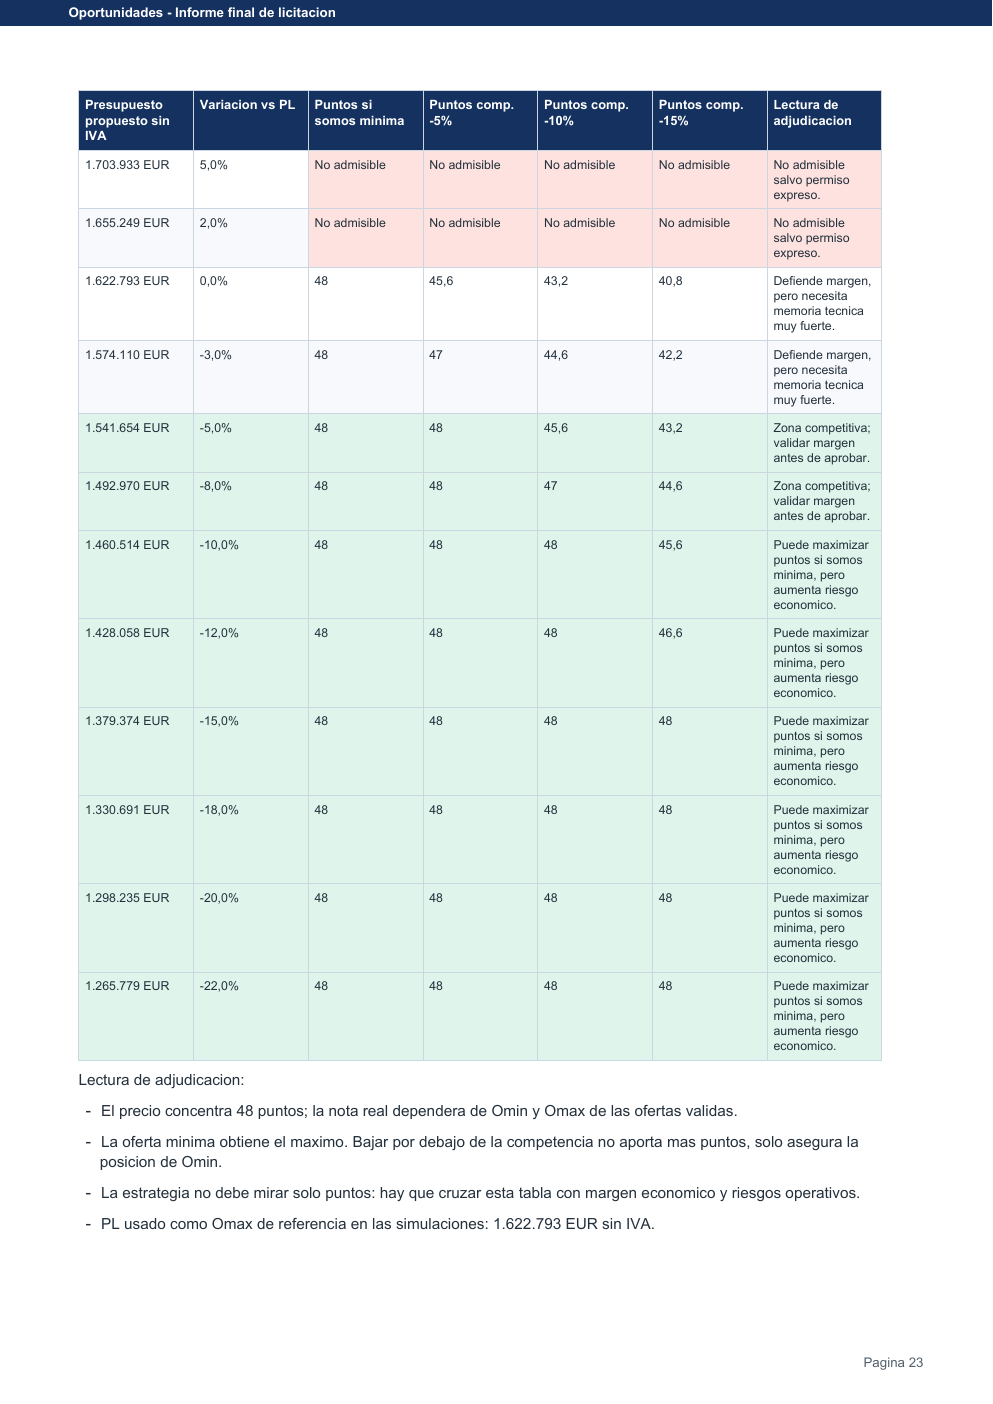 Oportunidades - Informe final de licitacion
Presupuesto propuesto sin IVA | Variacion vs PL | Puntos si somos minima | Puntos comp. -5% | Puntos comp. -10% | Puntos comp. -15% | Lectura de adjudicacion
1.703.933 EUR | 5,0% | No admisible | No admisible | No admisible | No admisible | No admisible salvo permiso expreso.
1.655.249 EUR | 2,0% | No admisible | No admisible | No admisible | No admisible | No admisible salvo permiso expreso.
1.622.793 EUR | 0,0% | 48 | 45,6 | 43,2 | 40,8 | Defiende margen, pero necesita memoria tecnica muy fuerte.
1.574.110 EUR | -3,0% | 48 | 47 | 44,6 | 42,2 | Defiende margen, pero necesita memoria tecnica muy fuerte.
1.541.654 EUR | -5,0% | 48 | 48 | 45,6 | 43,2 | Zona competitiva; validar margen antes de aprobar.
1.492.970 EUR | -8,0% | 48 | 48 | 47 | 44,6 | Zona competitiva; validar margen antes de aprobar.
1.460.514 EUR | -10,0% | 48 | 48 | 48 | 45,6 | Puede maximizar puntos si somos minima, pero aumenta riesgo economico.
1.428.058 EUR | -12,0% | 48 | 48 | 48 | 46,6 | Puede maximizar puntos si somos minima, pero aumenta riesgo economico.
1.379.374 EUR | -15,0% | 48 | 48 | 48 | 48 | Puede maximizar puntos si somos minima, pero aumenta riesgo economico.
1.330.691 EUR | -18,0% | 48 | 48 | 48 | 48 | Puede maximizar puntos si somos minima, pero aumenta riesgo economico.
1.298.235 EUR | -20,0% | 48 | 48 | 48 | 48 | Puede maximizar puntos si somos minima, pero aumenta riesgo economico.
1.265.779 EUR | -22,0% | 48 | 48 | 48 | 48 | Puede maximizar puntos si somos minima, pero aumenta riesgo economico.
Lectura de adjudicacion:
- El precio concentra 48 puntos; la nota real dependera de Omin y Omax de las ofertas validas.
- La oferta minima obtiene el maximo. Bajar por debajo de la competencia no aporta mas puntos, solo asegura la
posicion de Omin.
- La estrategia no debe mirar solo puntos: hay que cruzar esta tabla con margen economico y riesgos operativos.
- PL usado como Omax de referencia en las simulaciones: 1.622.793 EUR sin IVA.
Pagina 23